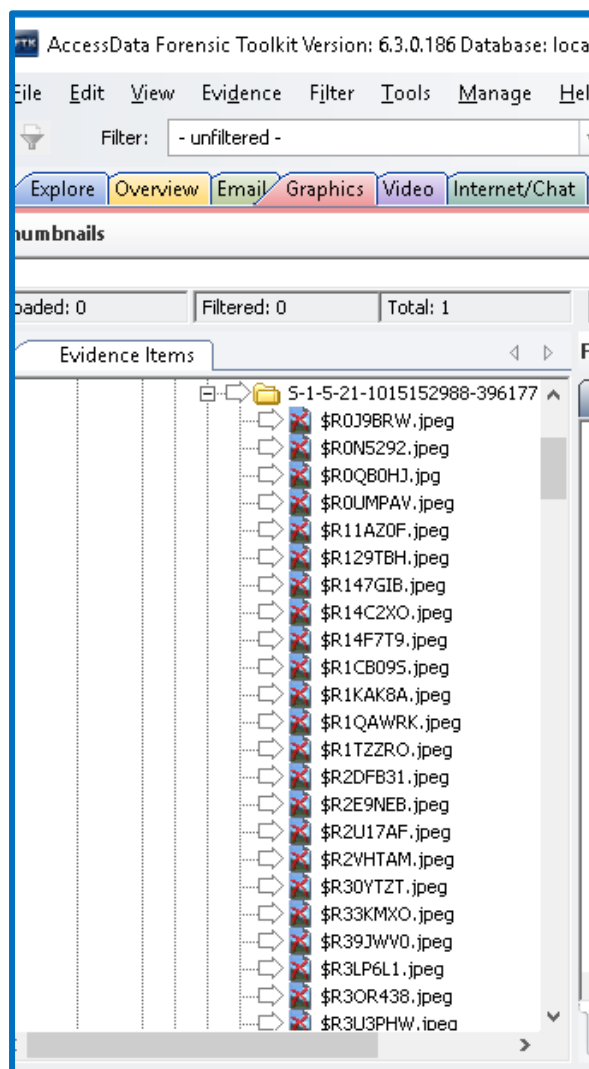 FTK AccessData Forensic Toolkit Version: 6.3.0.186 Database: loca
File Edit View Evidence Filter Tools Manage Hel
Filter: - unfiltered -
Explore Overview Email Graphics Video Internet/Chat
humbnails
oaded: 0 Filtered: 0 Total: 1
Evidence Items
S-1-5-21-1015152988-396177
$R0J9BRW.jpeg
$R0N5292.jpeg
$R0QB0HJ.jpg
$R0UMPAV.jpeg
$R11AZ0F.jpeg
$R129TBH.jpeg
$R147GIB.jpeg
$R14C2XO.jpeg
$R14F7T9.jpeg
$R1CB09S.jpeg
$R1KAK8A.jpeg
$R1QAWRK.jpeg
$R1TZZRO.jpeg
$R2DFB31.jpeg
$R2E9NEB.jpeg
$R2U17AF.jpeg
$R2VHTAM.jpeg
$R30YTZT.jpeg
$R33KMXO.jpeg
$R39JWV0.jpeg
$R3LP6L1.jpeg
$R3OR438.jpeg
$R3U3PHW.jpeg